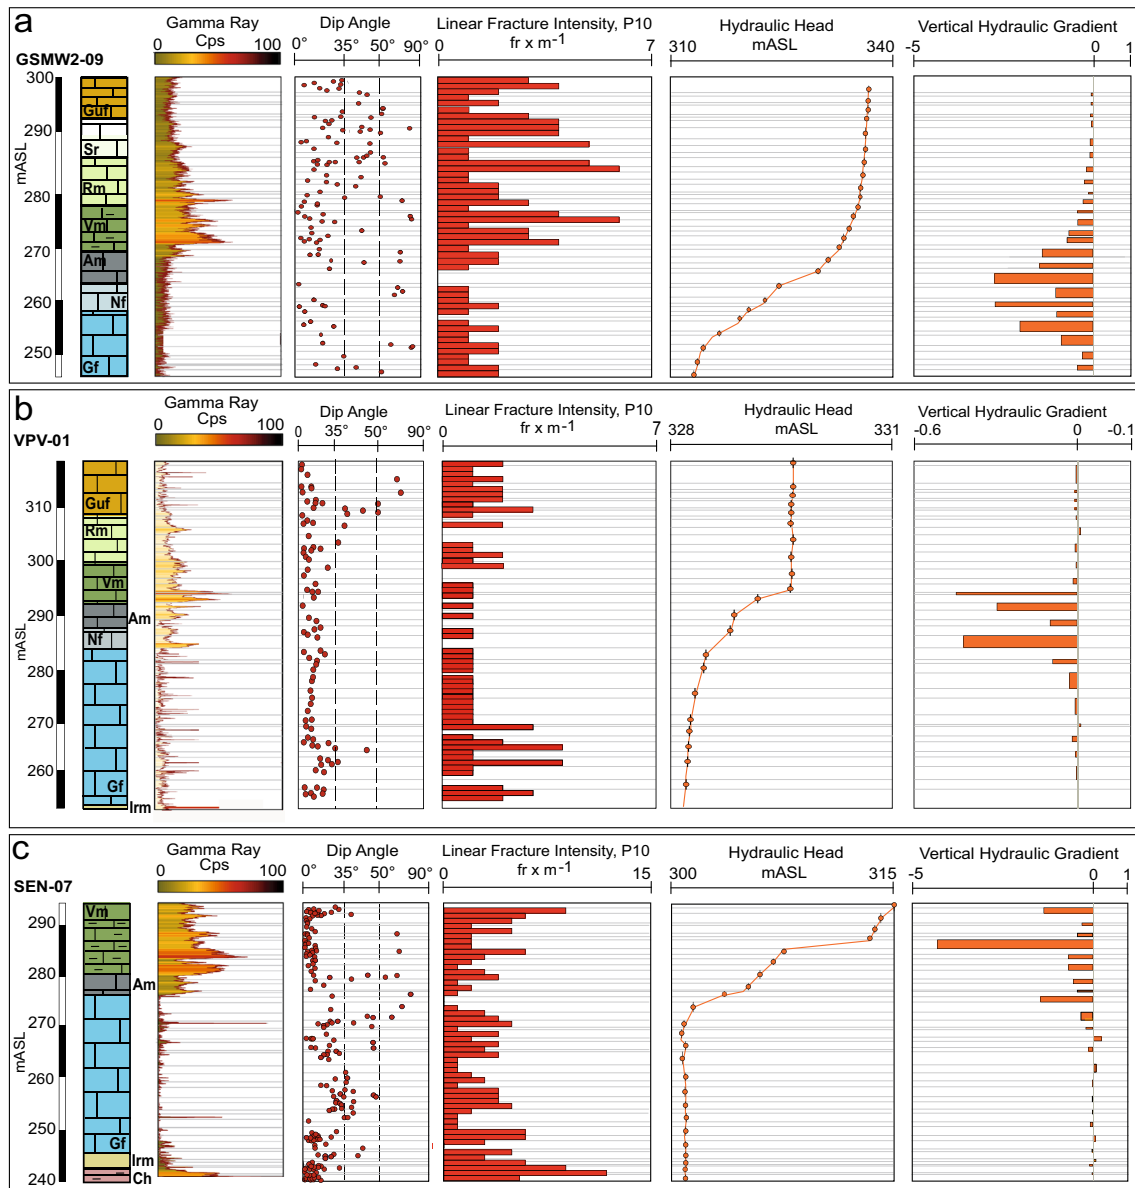 a
GSMW2-09
Gamma Ray
Cps
0 100
Dip Angle
0° 35° 50° 90°
Linear Fracture Intensity, P10
fr x m⁻¹
0 7
Hydraulic Head
mASL
310 340
Vertical Hydraulic Gradient
-5 0 1
mASL
300
290
280
270
260
250
Guf
Sr
Rm
Vm
Am
Nf
Gf
b
VPV-01
Gamma Ray
Cps
0 100
Dip Angle
0 35° 50° 90°
Linear Fracture Intensity, P10
fr x m⁻¹
0 7
Hydraulic Head
mASL
328 331
Vertical Hydraulic Gradient
-0.6 0 -0.1
mASL
310
300
290
280
270
260
Guf
Rm
Vm
Am
Nf
Gf
Irm
c
SEN-07
Gamma Ray
Cps
0 100
Dip Angle
0° 35° 50° 90°
Linear Fracture Intensity, P10
fr x m⁻¹
0 15
Hydraulic Head
mASL
300 315
Vertical Hydraulic Gradient
-5 0 1
mASL
290
280
270
260
250
240
Vm
Am
Gf
Irm
Ch